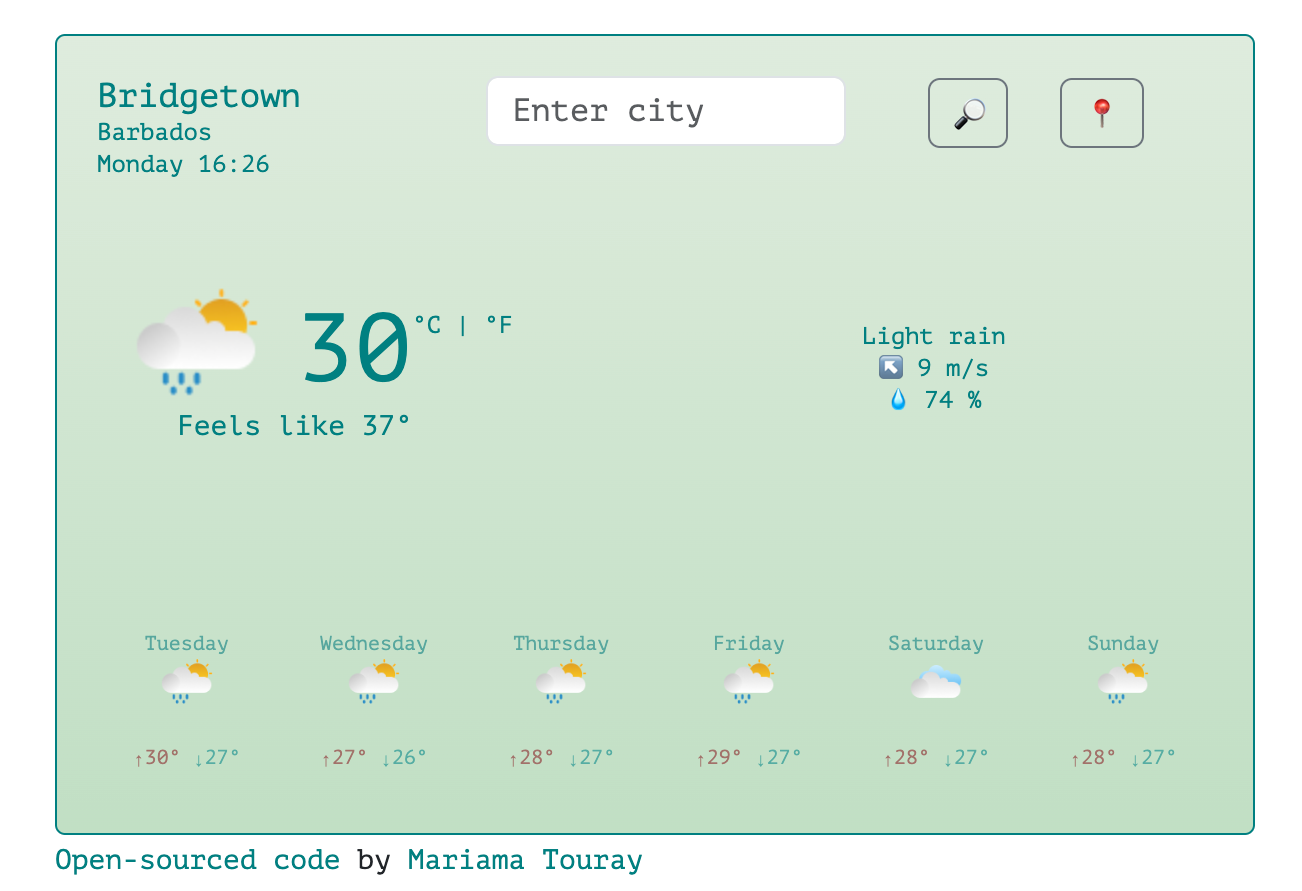 Bridgetown
Barbados
Monday 16:26
Enter city
30 °C | °F
Feels like 37°
Light rain
9 m/s
74 %
Tuesday Wednesday Thursday Friday Saturday Sunday
↑30° ↓27° ↑27° ↓26° ↑28° ↓27° ↑29° ↓27° ↑28° ↓27° ↑28° ↓27°
Open-sourced code by Mariama Touray